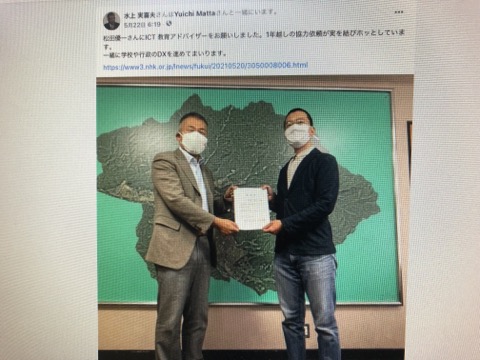 水上 実喜夫さんはYuichi Mattaさんと一緒にいます。
5月22日 6:19
松田優一さんにICT 教育アドバイザーをお願いしました。1年越しの協力依頼が実を結びホッとしていま
す。
一緒に学校や行政のDXを進めてまいります。
https://www3.nhk.or.jp/lnews/fukui/20210520/3050008006.html